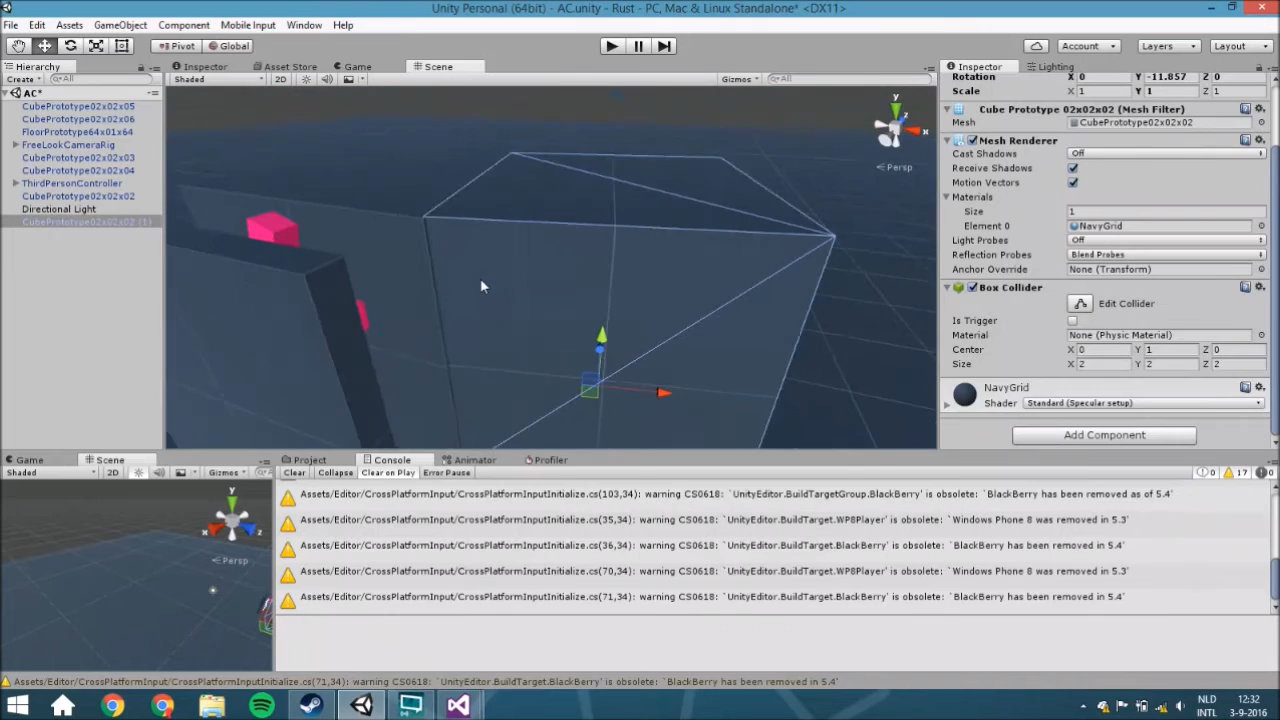 Unity Personal (64bit) - AC.unity - Rust - PC, Mac & Linux Standalone* <DX11>
File Edit Assets GameObject Component Mobile Input Window Help
Pivot Global Account Layers Layout
Hierarchy Inspector Asset Store Game Scene Inspector Lighting
Create All Shaded 2D Gizmos All
AC*
CubePrototype02x02x05
CubePrototype02x02x06
FloorPrototype64x01x64
FreeLookCameraRig
CubePrototype02x02x03
CubePrototype02x02x04
ThirdPersonController
CubePrototype02x02x02
Directional Light
CubePrototype02x02x02 (1)
y
z
x
Persp
Rotation X 0 Y -11.857 Z 0
Scale X 1 Y 1 Z 1
Cube Prototype 02x02x02 (Mesh Filter)
Mesh CubePrototype02x02x02
Mesh Renderer
Cast Shadows Off
Receive Shadows
Motion Vectors
Materials
Size 1
Element 0 NavyGrid
Light Probes Off
Reflection Probes Blend Probes
Anchor Override None (Transform)
Box Collider
Edit Collider
Is Trigger
Material None (Physic Material)
Center X 0 Y 1 Z 0
Size X 2 Y 2 Z 2
NavyGrid
Shader Standard (Specular setup)
Add Component
Game Scene Project Console Animator Profiler
Shaded 2D Gizmos Clear Collapse Clear on Play Error Pause 0 17 0
y
x
z
Persp
Assets/Editor/CrossPlatformInput/CrossPlatformInputInitialize.cs(103,34): warning CS0618: `UnityEditor.BuildTargetGroup.BlackBerry' is obsolete: `BlackBerry has been removed as of 5.4'
Assets/Editor/CrossPlatformInput/CrossPlatformInputInitialize.cs(35,34): warning CS0618: `UnityEditor.BuildTarget.WP8Player' is obsolete: `Windows Phone 8 was removed in 5.3'
Assets/Editor/CrossPlatformInput/CrossPlatformInputInitialize.cs(36,34): warning CS0618: `UnityEditor.BuildTarget.BlackBerry' is obsolete: `BlackBerry has been removed in 5.4'
Assets/Editor/CrossPlatformInput/CrossPlatformInputInitialize.cs(70,34): warning CS0618: `UnityEditor.BuildTarget.WP8Player' is obsolete: `Windows Phone 8 was removed in 5.3'
Assets/Editor/CrossPlatformInput/CrossPlatformInputInitialize.cs(71,34): warning CS0618: `UnityEditor.BuildTarget.BlackBerry' is obsolete: `BlackBerry has been removed in 5.4'
Assets/Editor/CrossPlatformInput/CrossPlatformInputInitialize.cs(71,34): warning CS0618: `UnityEditor.BuildTarget.BlackBerry' is obsolete: `BlackBerry has been removed in 5.4'
NLD 12:32
INTL 3-9-2016